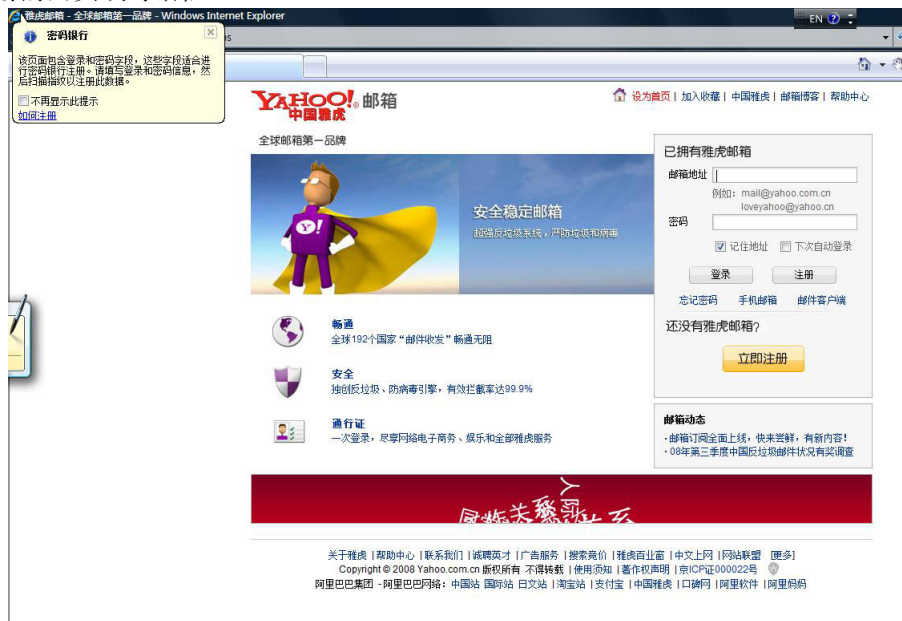 雅虎邮箱 - 全球邮箱第一品牌 - Windows Internet Explorer
EN
密码银行
该页面包含登录和密码字段，这些字段适合进
行密码银行注册。请填写登录和密码信息，然
后扫描指纹以注册此数据。
不再显示此提示
如何注册
YAHOO!® 邮箱
中国雅虎
设为首页 | 加入收藏 | 中国雅虎 | 邮箱博客 | 帮助中心
全球邮箱第一品牌
Y!
安全稳定邮箱
超强反垃圾系统，严防垃圾和病毒
已拥有雅虎邮箱
邮箱地址
例如: mail@yahoo.com.cn
loveyahoo@yahoo.cn
密码
记住地址 下次自动登录
登录 注册
忘记密码 手机邮箱 邮件客户端
还没有雅虎邮箱?
立即注册
畅通
全球192个国家“邮件收发”畅通无阻
安全
独创反垃圾、防病毒引擎，有效拦截率达99.9%
通行证
一次登录，尽享网络电子商务、娱乐和全部雅虎服务
邮箱动态
·邮箱订阅全面上线，快来尝鲜，有新内容!
·08年第三季度中国反垃圾邮件状况有奖调查
关于雅虎 | 帮助中心 | 联系我们 | 诚聘英才 | 广告服务 | 搜索竞价 | 雅虎百业窗 | 中文上网 | 网站联盟 [更多]
Copyright © 2008 Yahoo.com.cn 版权所有 不得转载 | 使用须知 | 著作权声明 | 京ICP证000022号
阿里巴巴集团 - 阿里巴巴网络: 中国站 国际站 日文站 | 淘宝站 | 支付宝 | 中国雅虎 | 口碑网 | 阿里软件 | 阿里妈妈